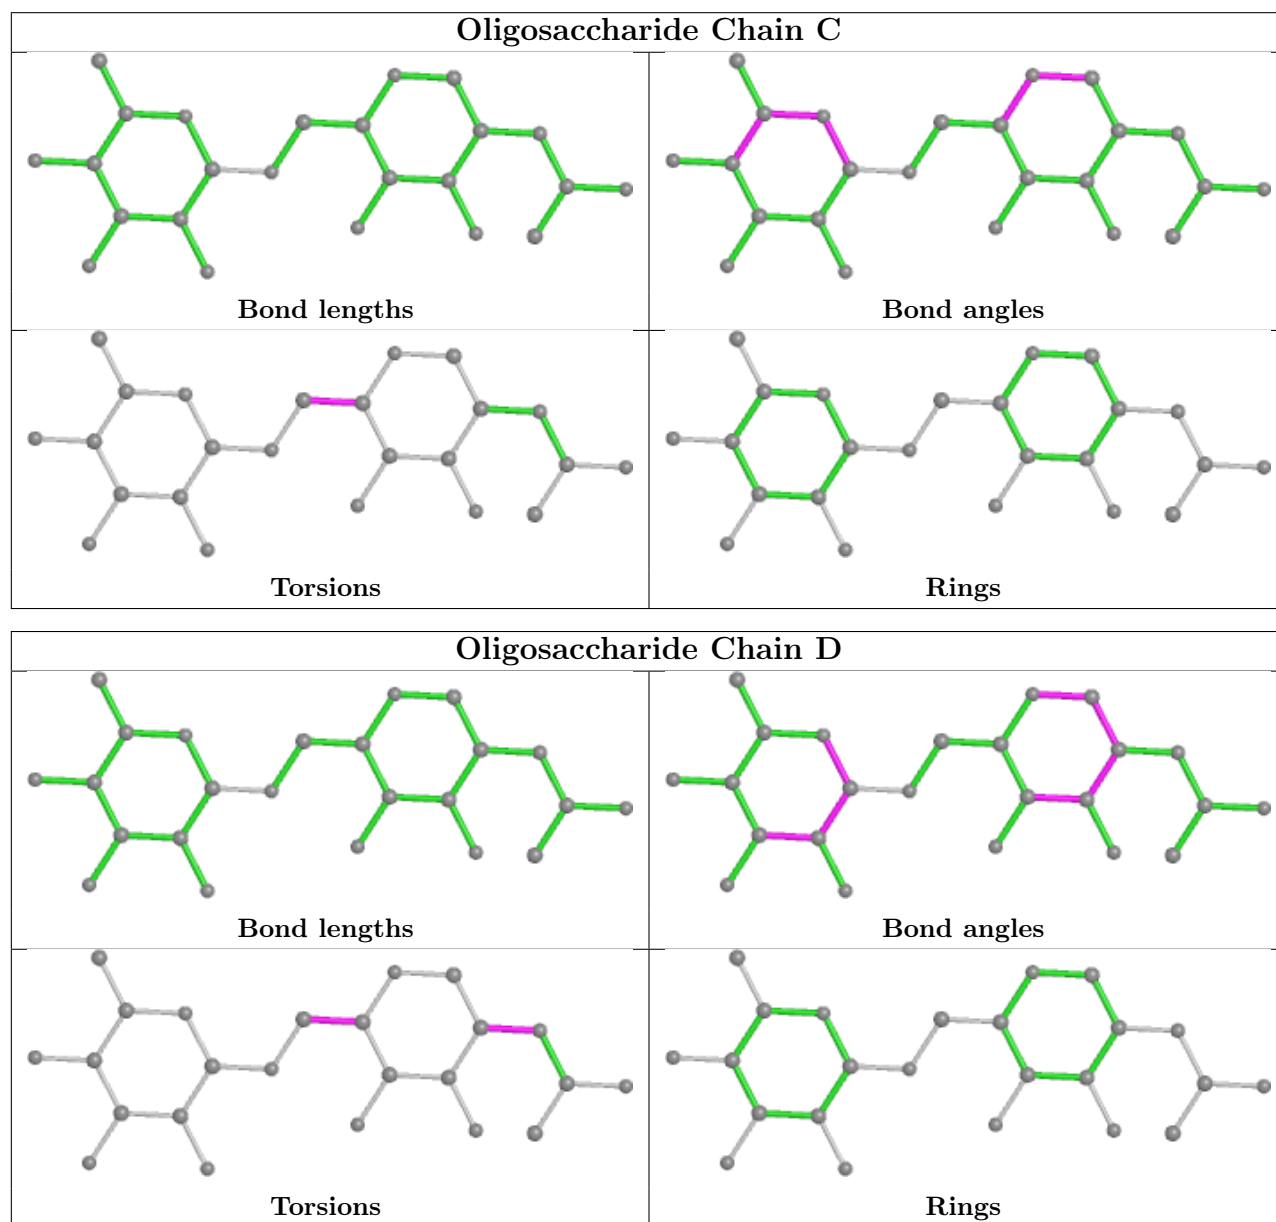 Oligosaccharide Chain C
Bond lengths
Bond angles
Torsions
Rings
Oligosaccharide Chain D
Bond lengths
Bond angles
Torsions
Rings